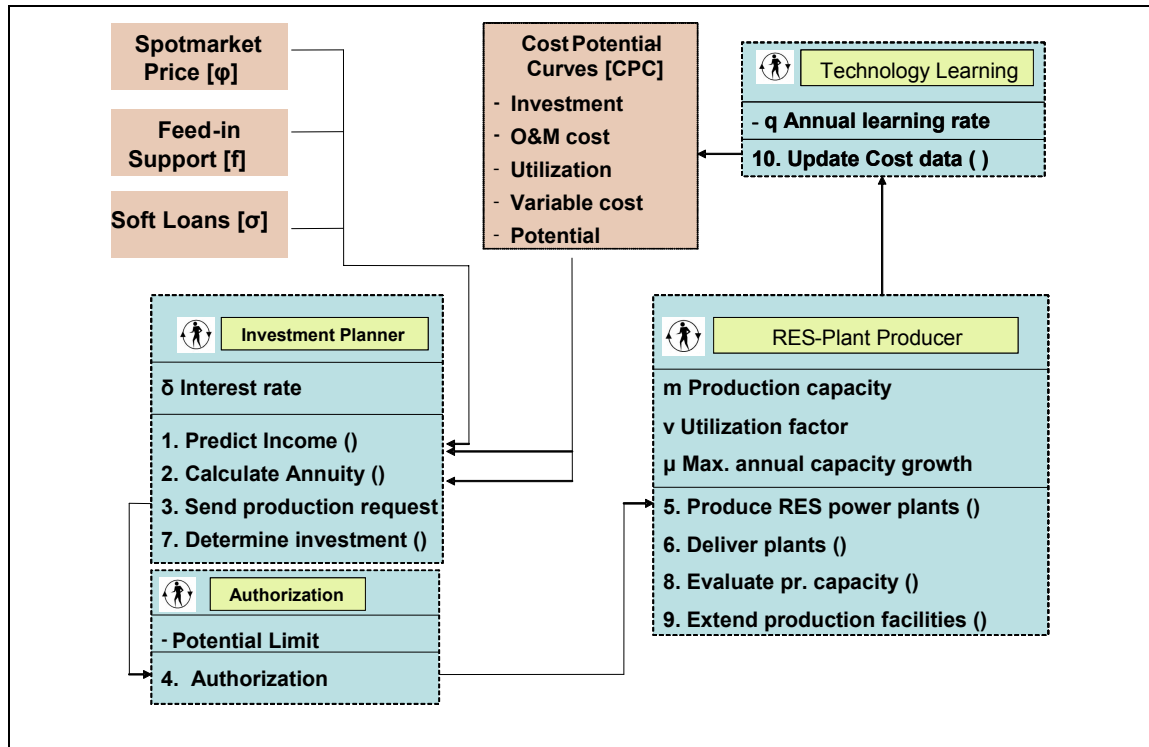 Spotmarket
Price [φ]
Feed-in
Support [f]
Soft Loans [σ]
Cost Potential-
Curves [CPC]
- Investment
- O&M cost
- Utilization
- Variable cost
- Potential
Technology Learning
- q Annual learning rate
10. Update Cost data ( )
Investment Planner
δ Interest rate
1. Predict Income ()
2. Calculate Annuity ()
3. Send production request
7. Determine investment ()
Authorization
- Potential Limit
4. Authorization
RES-Plant Producer
m Production capacity
v Utilization factor
µ Max. annual capacity growth
5. Produce RES power plants ()
6. Deliver plants ()
8. Evaluate pr. capacity ()
9. Extend production facilities ()